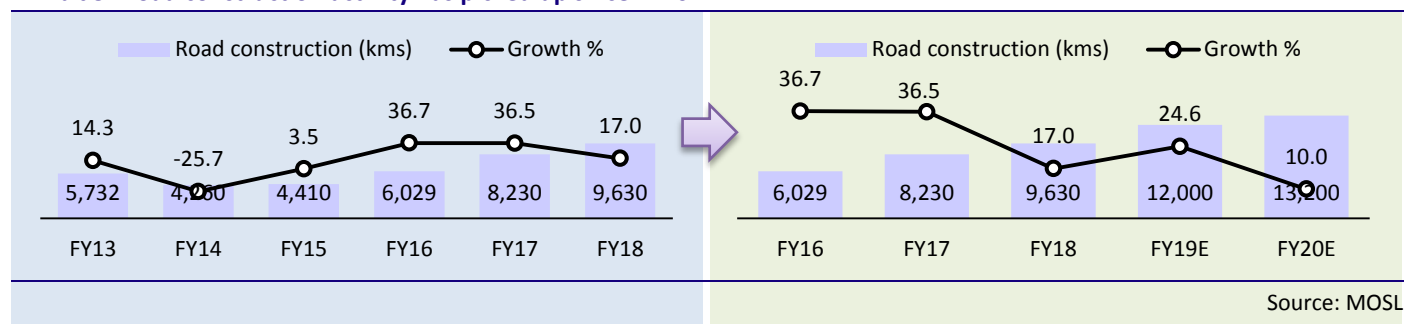 Road construction (kms) Growth %
14.3 -25.7 3.5 36.7 36.5 17.0
5,732 4,260 4,410 6,029 8,230 9,630
FY13 FY14 FY15 FY16 FY17 FY18
Road construction (kms) Growth %
36.7 36.5 17.0 24.6 10.0
6,029 8,230 9,630 12,000 13,200
FY16 FY17 FY18 FY19E FY20E
Source: MOSL